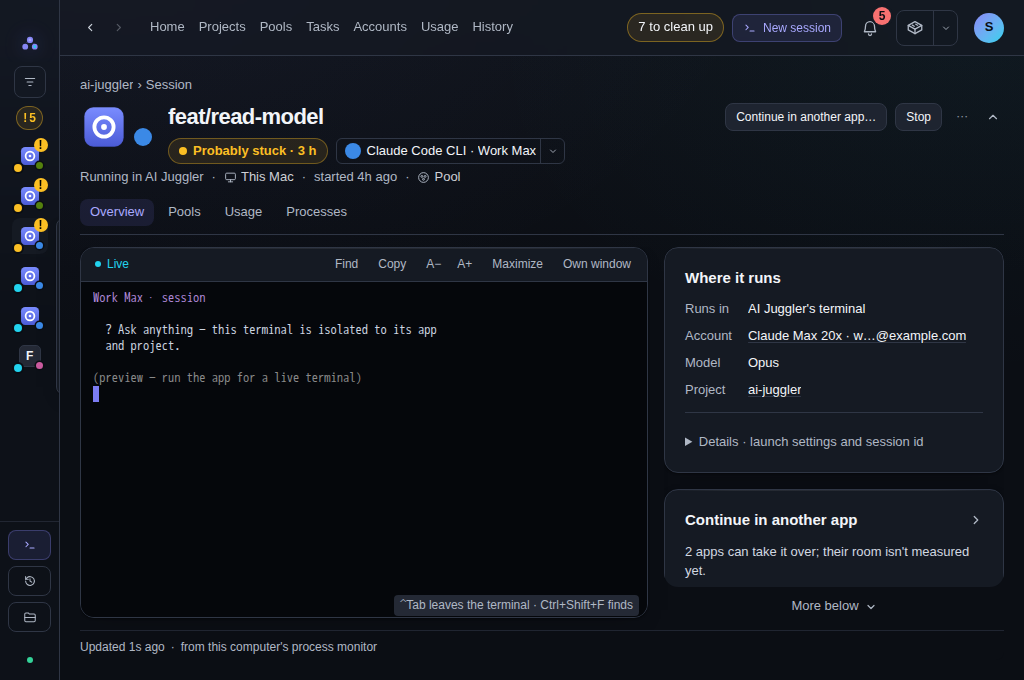 Home Projects Pools Tasks Accounts Usage History
7 to clean up
New session
5
S
! 5
!
!
!
F
ai-juggler › Session
feat/read-model
Continue in another app…
Stop
Probably stuck · 3 h
Claude Code CLI · Work Max
Running in AI Juggler · This Mac · started 4h ago · Pool
Overview Pools Usage Processes
Live
Find Copy A− A+ Maximize Own window
Work Max · session
? Ask anything — this terminal is isolated to its app
and project.
(preview — run the app for a live terminal)
^Tab leaves the terminal · Ctrl+Shift+F finds
Where it runs
Runs in AI Juggler's terminal
Account Claude Max 20x · w…@example.com
Model Opus
Project ai-juggler
Details · launch settings and session id
Continue in another app
2 apps can take it over; their room isn't measured
yet.
More below
Updated 1s ago · from this computer's process monitor